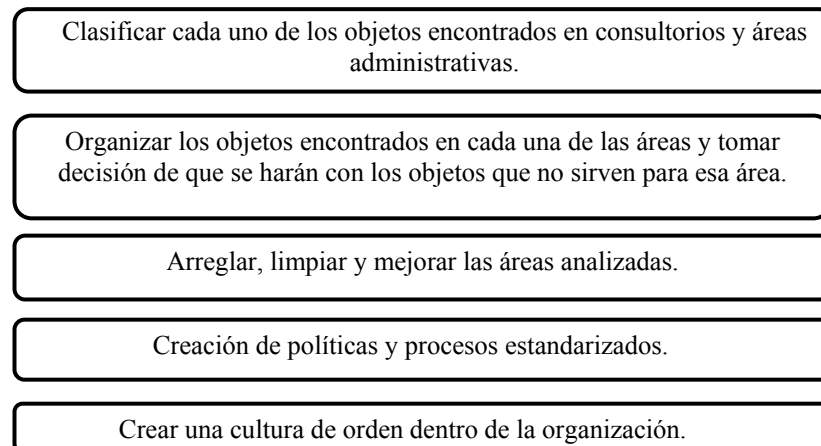 Clasificar cada uno de los objetos encontrados en consultorios y áreas
administrativas.
Organizar los objetos encontrados en cada una de las áreas y tomar
decisión de que se harán con los objetos que no sirven para esa área.
Arreglar, limpiar y mejorar las áreas analizadas.
Creación de políticas y procesos estandarizados.
Crear una cultura de orden dentro de la organización.